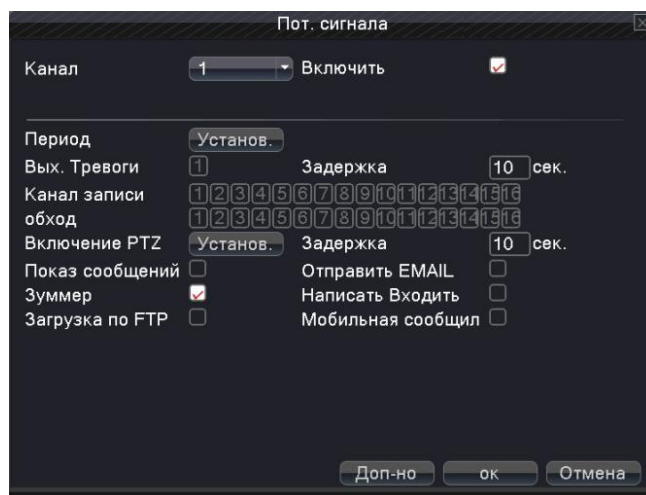 Пот. сигнала
Канал 1 Включить
Период Установ.
Вых. Тревоги 1 Задержка 10 сек.
Канал записи 1 2 3 4 5 6 7 8 9 10 11 12 13 14 15 16
обход 1 2 3 4 5 6 7 8 9 10 11 12 13 14 15 16
Включение PTZ Установ. Задержка 10 сек.
Показ сообщений Отправить EMAIL
Зуммер Написать Входить
Загрузка по FTP Мобильная сообщил
Доп-но ок Отмена